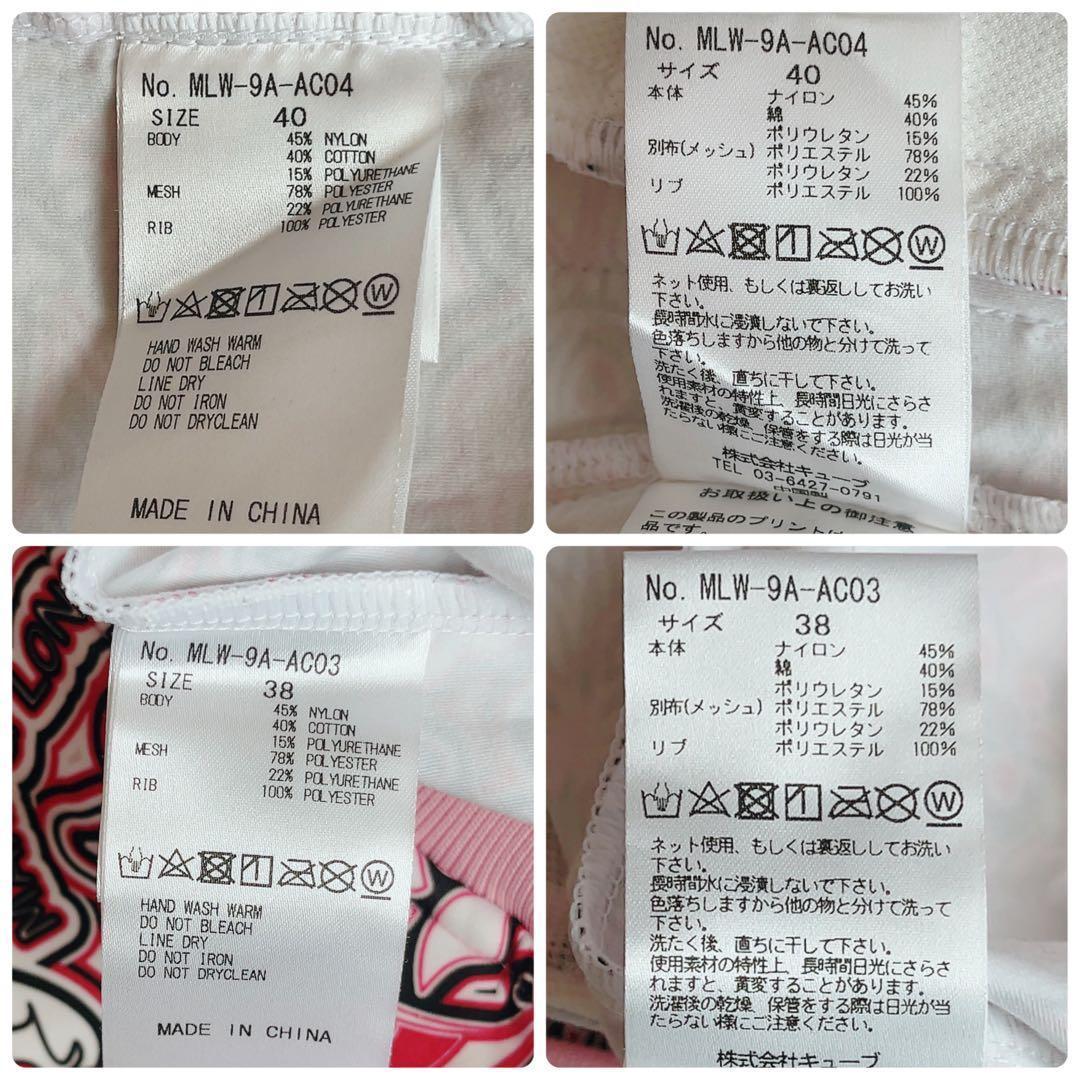 No. MLW-9A-AC04
SIZE 40
BODY 45% NYLON
40% COTTON
15% POLYURETHANE
MESH 78% POLYESTER
22% POLYURETHANE
RIB 100% POLYESTER
W
HAND WASH WARM
DO NOT BLEACH
LINE DRY
DO NOT IRON
DO NOT DRYCLEAN
MADE IN CHINA
No. MLW-9A-AC04
サイズ 40
本体 ナイロン 45%
綿 40%
ポリウレタン 15%
別布(メッシュ) ポリエステル 78%
ポリウレタン 22%
リブ ポリエステル 100%
W
ネット使用、もしくは裏返ししてお洗い
下さい。
長時間水に浸漬しないで下さい。
色落ちしますから他の物と分けて洗って
下さい。
洗たく後、直ちに干して下さい。
使用素材の特性上、長時間日光にさらさ
れますと、黄変することがあります。
洗濯後の乾燥、保管をする際は日光が当
たらない様にご注意ください。
株式会社キューブ
TEL 03-6427-0791
中国製
お取扱い上の御注意
この製品のプリントは
品です。
No. MLW-9A-AC03
SIZE 38
BODY 45% NYLON
40% COTTON
15% POLYURETHANE
MESH 78% POLYESTER
22% POLYURETHANE
RIB 100% POLYESTER
W
HAND WASH WARM
DO NOT BLEACH
LINE DRY
DO NOT IRON
DO NOT DRYCLEAN
MADE IN CHINA
No. MLW-9A-AC03
サイズ 38
本体 ナイロン 45%
綿 40%
ポリウレタン 15%
別布(メッシュ) ポリエステル 78%
ポリウレタン 22%
リブ ポリエステル 100%
W
ネット使用、もしくは裏返ししてお洗い
下さい。
長時間水に浸漬しないで下さい。
色落ちしますから他の物と分けて洗って
下さい。
洗たく後、直ちに干して下さい。
使用素材の特性上、長時間日光にさらさ
れますと、黄変することがあります。
洗濯後の乾燥、保管をする際は日光が当
たらない様にご注意ください。
株式会社キューブ